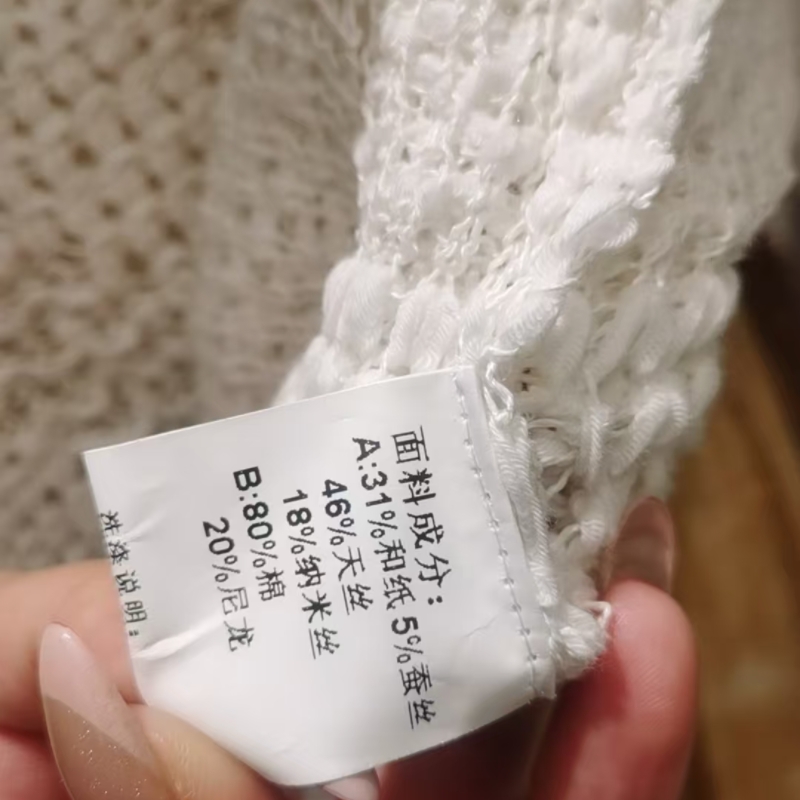 面料成分：
A:31%和纸 5%蚕丝
46%天丝
18%纳米丝
B:80%棉
20%尼龙
洗涤说明：